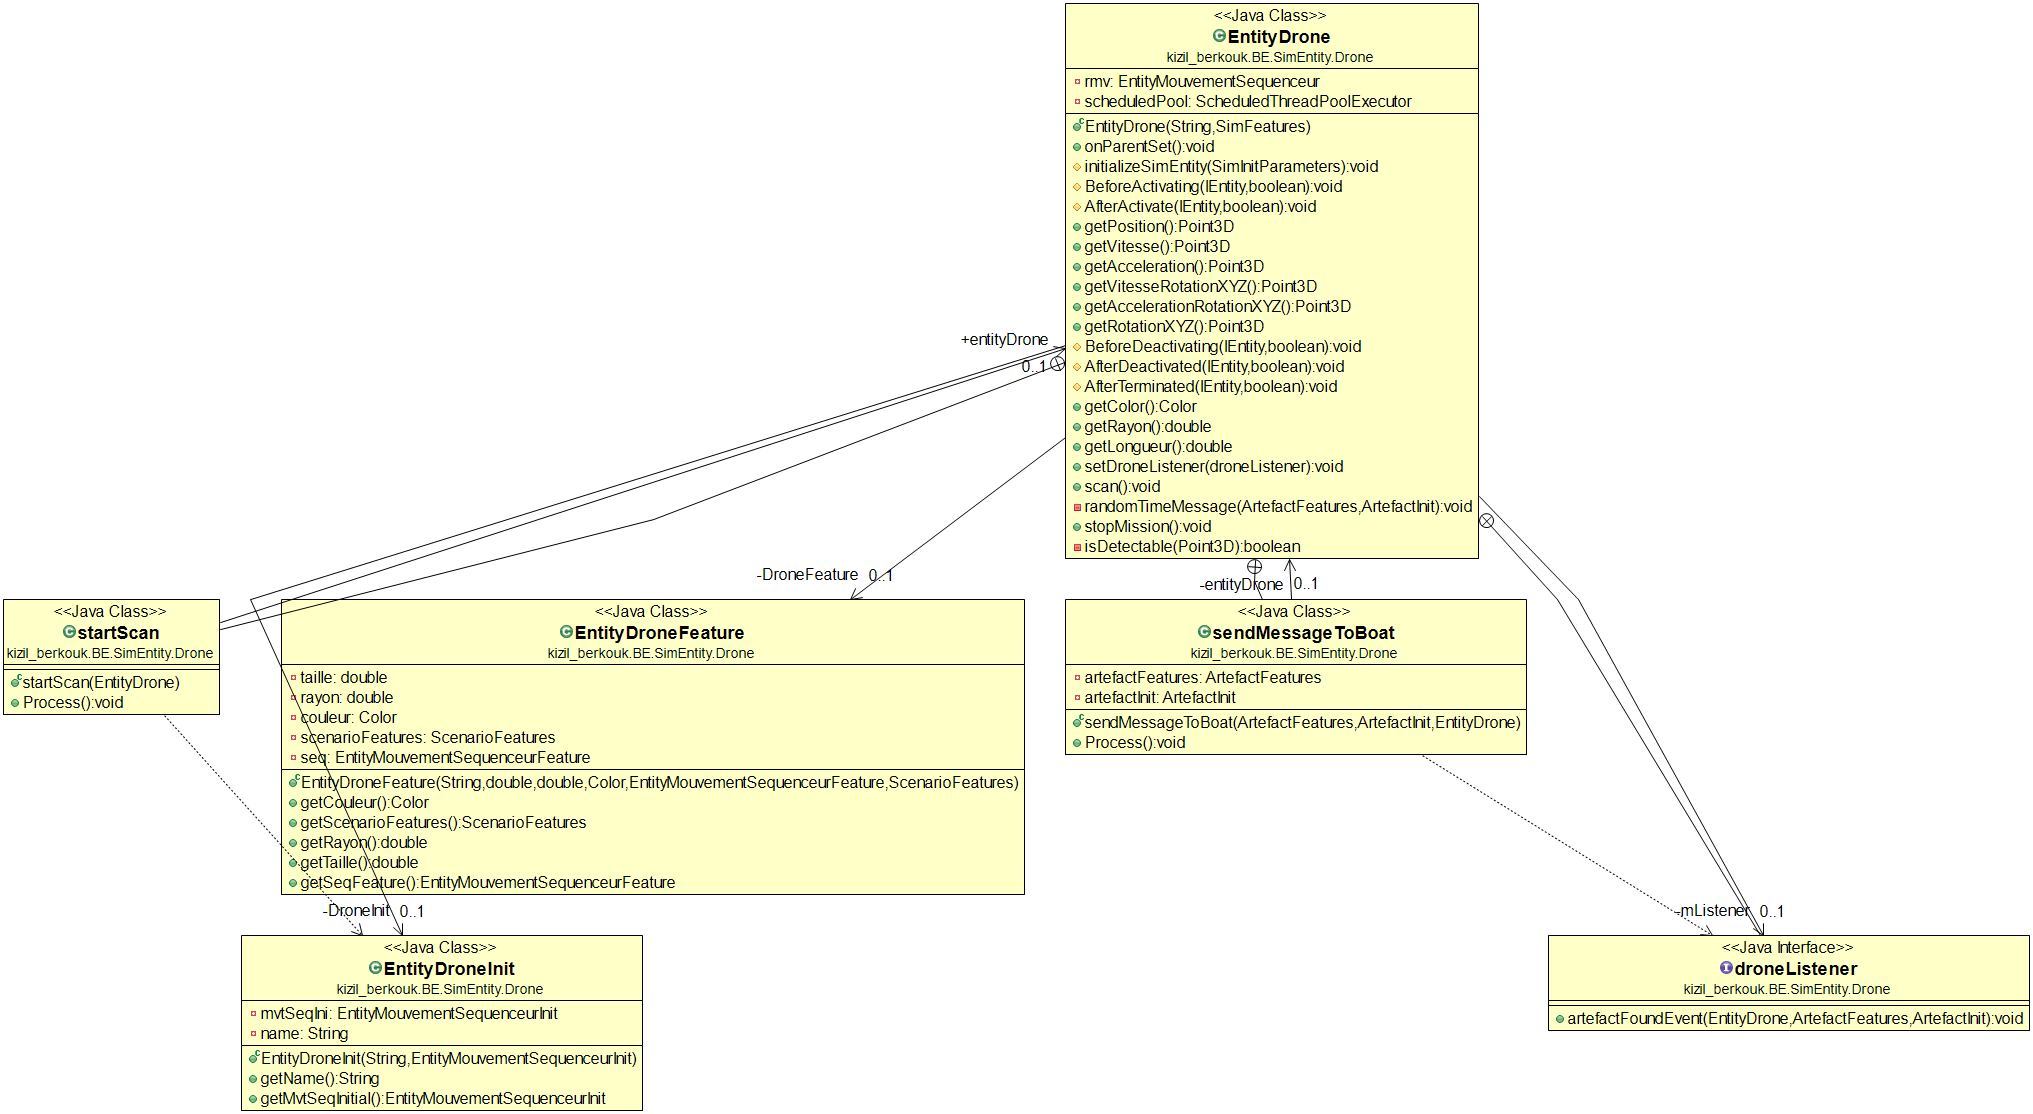 <<Java Class>>
EntityDrone
kizil_berkouk.BE.SimEntity.Drone
rmv: EntityMouvementSequenceur
scheduledPool: ScheduledThreadPoolExecutor
EntityDrone(String,SimFeatures)
onParentSet():void
initializeSimEntity(SimInitParameters):void
BeforeActivating(IEntity,boolean):void
AfterActivate(IEntity,boolean):void
getPosition():Point3D
getVitesse():Point3D
getAcceleration():Point3D
getVitesseRotationXYZ():Point3D
getAccelerationRotationXYZ():Point3D
getRotationXYZ():Point3D
BeforeDeactivating(IEntity,boolean):void
AfterDeactivated(IEntity,boolean):void
AfterTerminated(IEntity,boolean):void
getColor():Color
getRayon():double
getLongueur():double
setDroneListener(droneListener):void
scan():void
randomTimeMessage(ArtefactFeatures,ArtefactInit):void
stopMission():void
isDetectable(Point3D):boolean
+entityDrone
0..1
-DroneFeature 0..1
-entityDrone 0..1
<<Java Class>>
startScan
kizil_berkouk.BE.SimEntity.Drone
startScan(EntityDrone)
Process():void
<<Java Class>>
EntityDroneFeature
kizil_berkouk.BE.SimEntity.Drone
taille: double
rayon: double
couleur: Color
scenarioFeatures: ScenarioFeatures
seq: EntityMouvementSequenceurFeature
EntityDroneFeature(String,double,double,Color,EntityMouvementSequenceurFeature,ScenarioFeatures)
getCouleur():Color
getScenarioFeatures():ScenarioFeatures
getRayon():double
getTaille():double
getSeqFeature():EntityMouvementSequenceurFeature
<<Java Class>>
sendMessageToBoat
kizil_berkouk.BE.SimEntity.Drone
artefactFeatures: ArtefactFeatures
artefactInit: ArtefactInit
sendMessageToBoat(ArtefactFeatures,ArtefactInit,EntityDrone)
Process():void
-DroneInit 0..1
-mListener 0..1
<<Java Class>>
EntityDroneInit
kizil_berkouk.BE.SimEntity.Drone
mvtSeqIni: EntityMouvementSequenceurInit
name: String
EntityDroneInit(String,EntityMouvementSequenceurInit)
getName():String
getMvtSeqInitial():EntityMouvementSequenceurInit
<<Java Interface>>
droneListener
kizil_berkouk.BE.SimEntity.Drone
artefactFoundEvent(EntityDrone,ArtefactFeatures,ArtefactInit):void